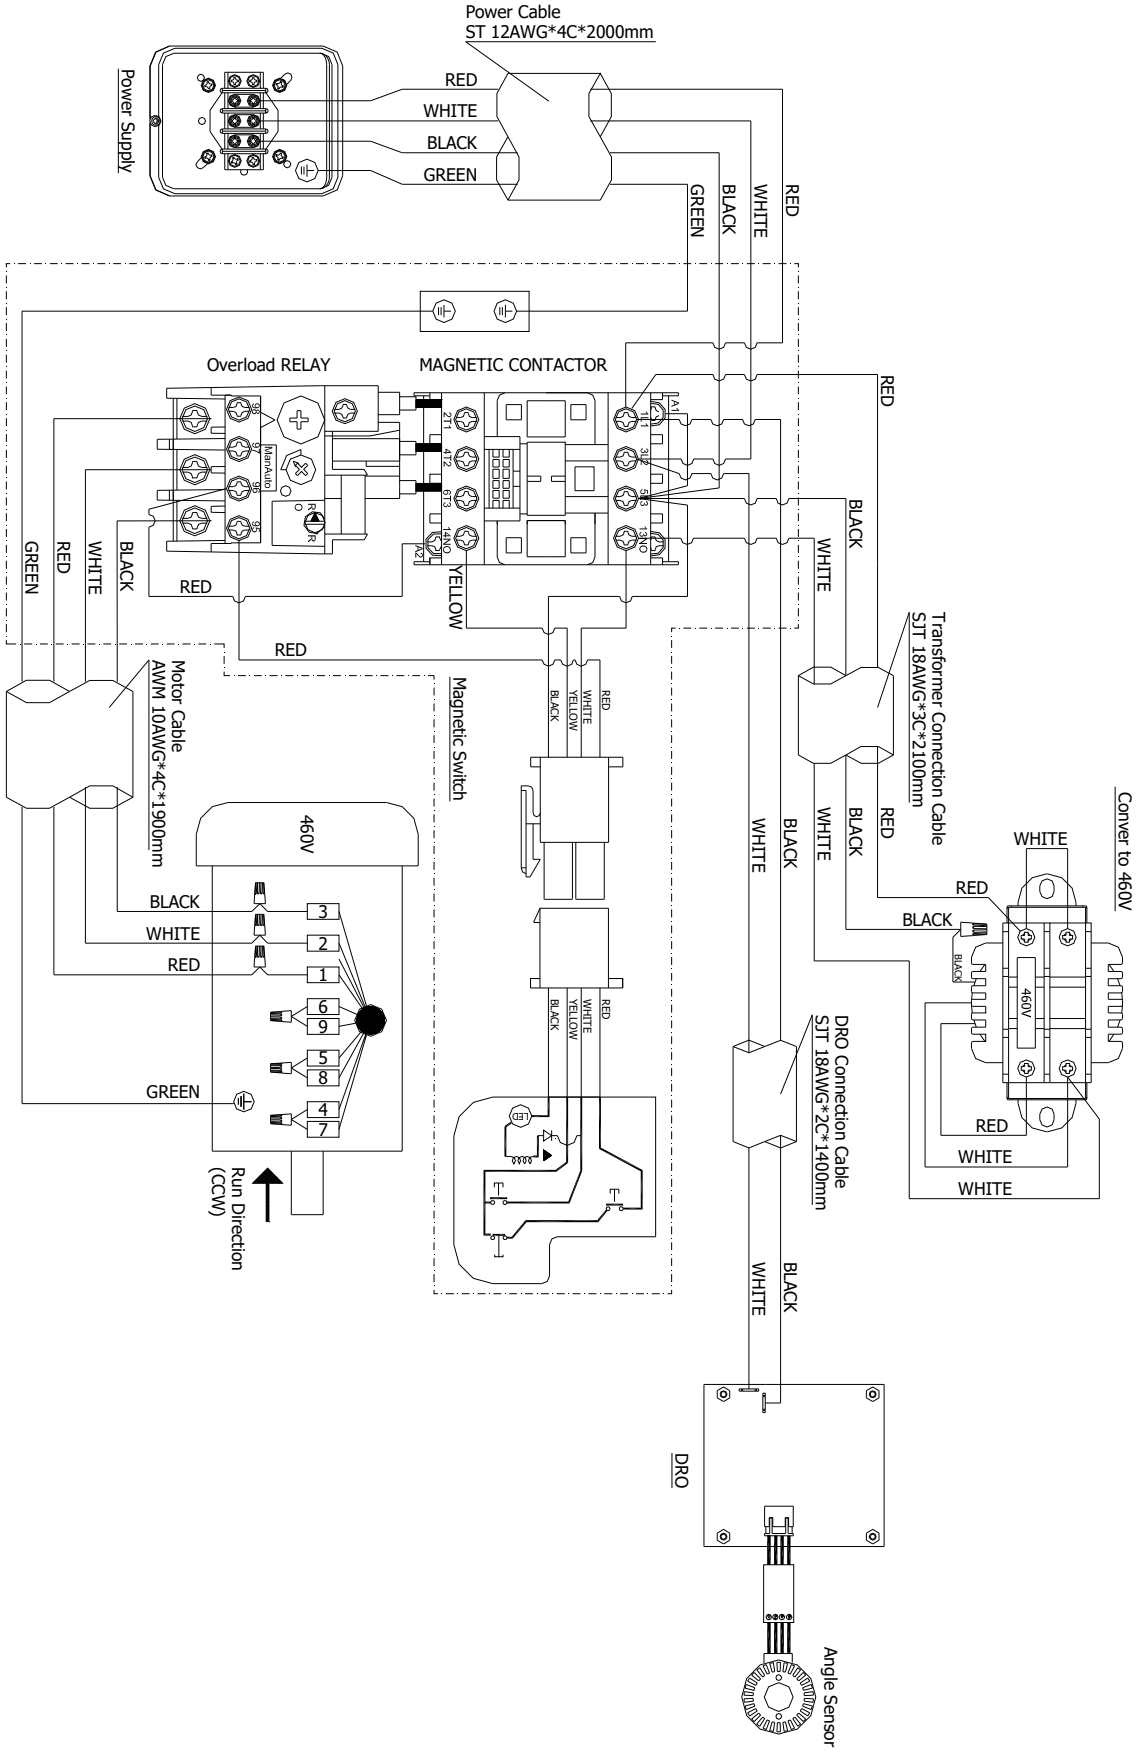 Power Cable
ST 12AWG*4C*2000mm
Power Supply
RED
WHITE
BLACK
GREEN
RED
WHITE
BLACK
GREEN
Overload RELAY
MAGNETIC CONTACTOR
98
97
96
95
ManAuto
R
R
2T1
4T2
6T3
14NO
A2
A1
1L1
3L2
5L3
13NO
RED
BLACK
WHITE
RED
YELLOW
RED
GREEN
RED
WHITE
BLACK
Motor Cable
AWM 10AWG*4C*1900mm
Magnetic Switch
BLACK
YELLOW
WHITE
RED
Transformer Connection Cable
SJT 18AWG*3C*2100mm
Conver to 460V
WHITE
BLACK
WHITE
BLACK
RED
WHITE
RED
BLACK
BLACK
460V
RED
WHITE
WHITE
460V
BLACK
WHITE
RED
GREEN
3
2
1
6
9
5
8
4
7
Run Direction
(CCW)
BLACK
YELLOW
WHITE
RED
LED
DRO Connection Cable
SJT 18AWG*2C*1400mm
WHITE
BLACK
DRO
Angle Sensor